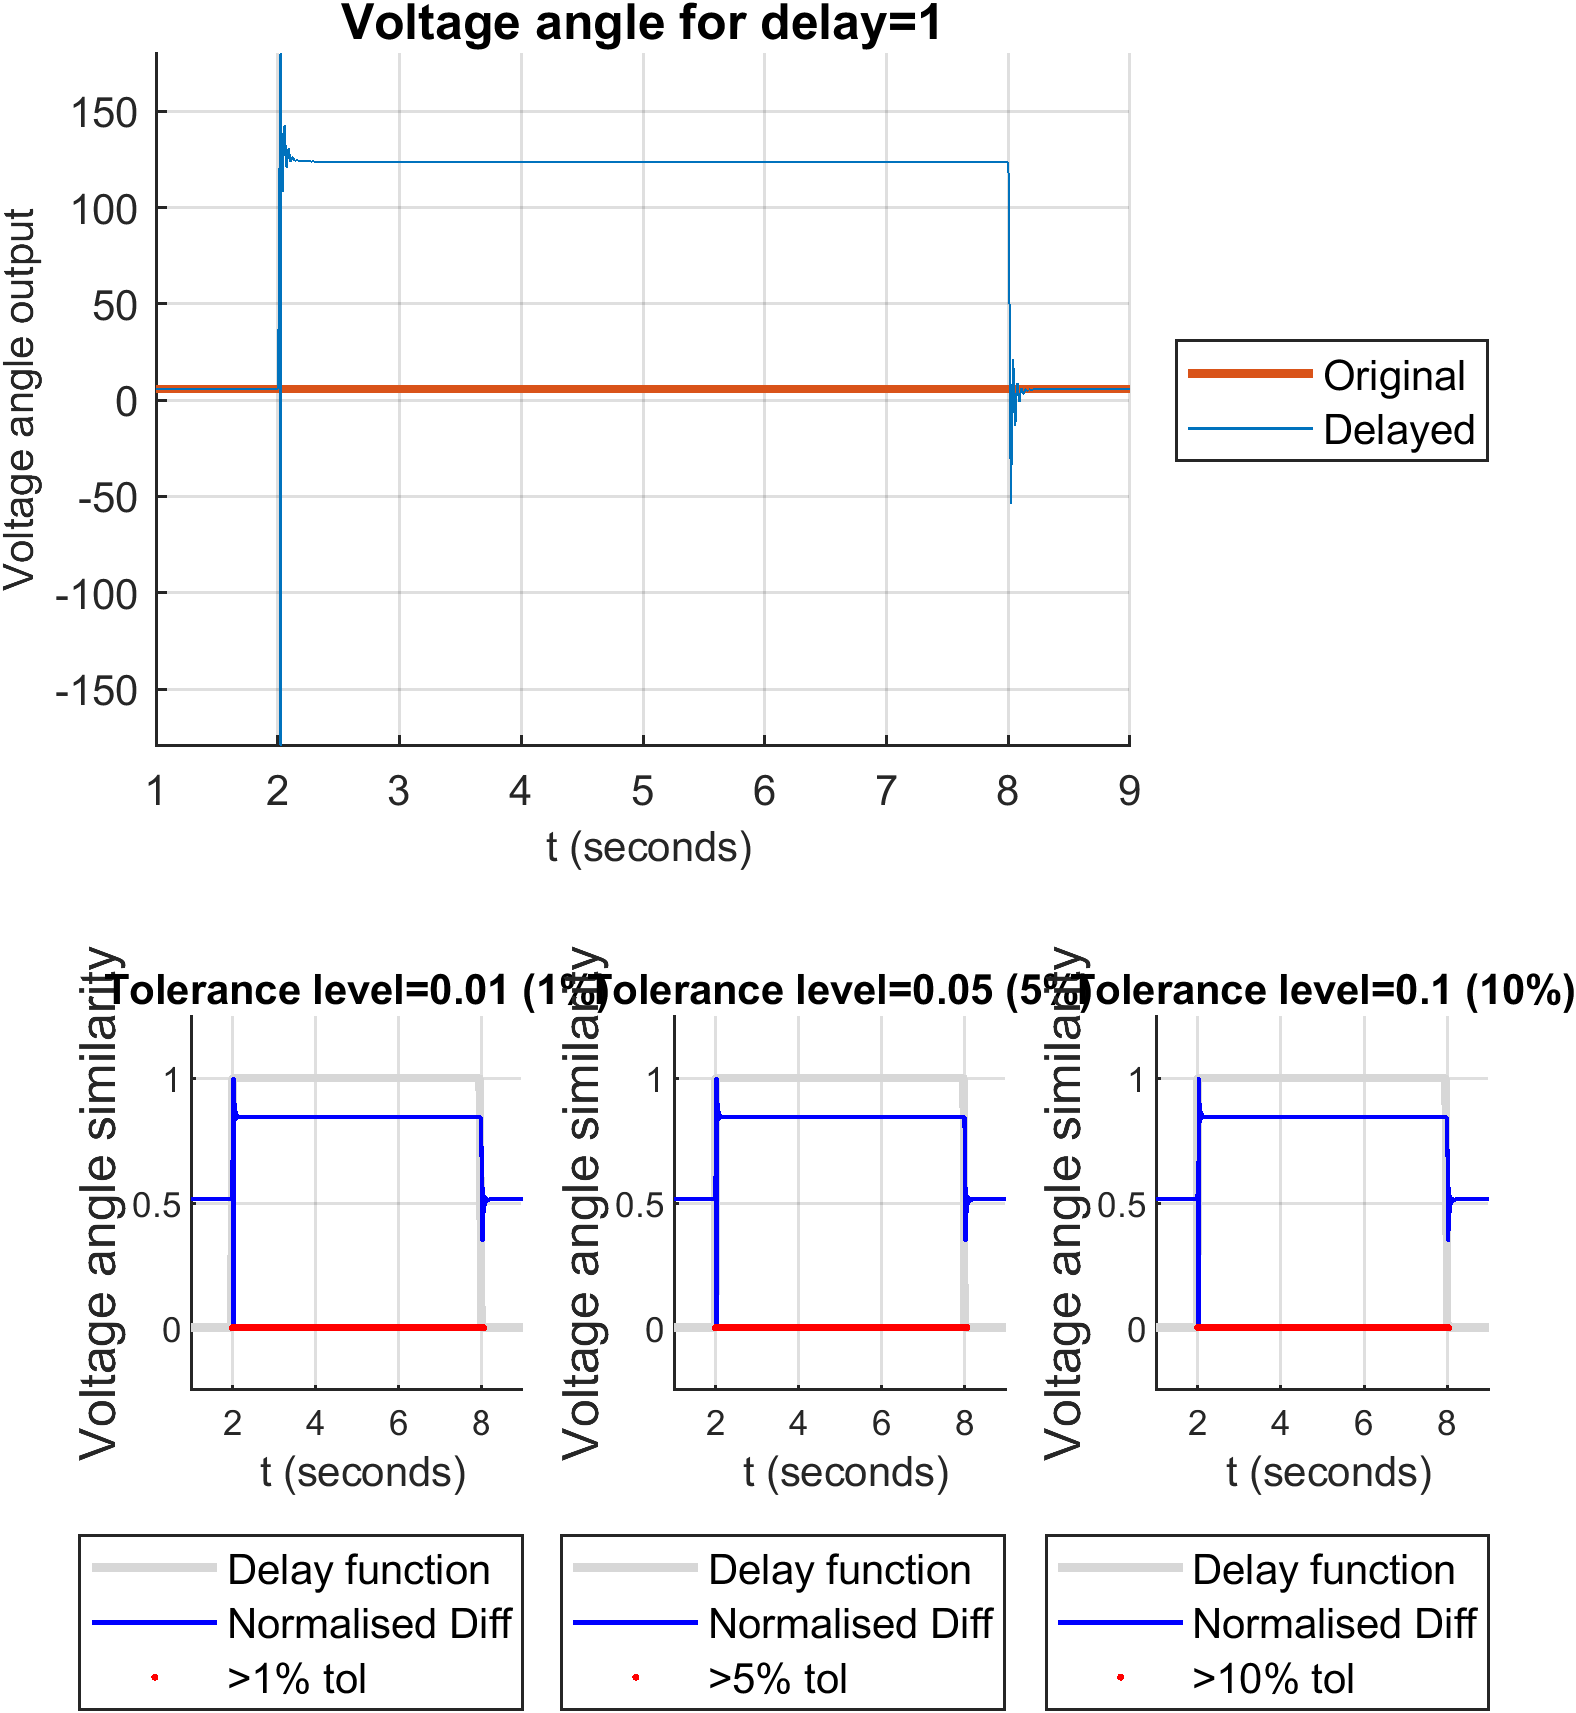 Voltage angle for delay=1
Voltage angle output
150
100
50
0
-50
-100
-150
1 2 3 4 5 6 7 8 9
t (seconds)
Original
Delayed
Tolerance level=0.01 (1%)
Voltage angle similarity
1
0.5
0
2 4 6 8
t (seconds)
Delay function
Normalised Diff
>1% tol
Tolerance level=0.05 (5%)
Voltage angle similarity
1
0.5
0
2 4 6 8
t (seconds)
Delay function
Normalised Diff
>5% tol
Tolerance level=0.1 (10%)
Voltage angle similarity
1
0.5
0
2 4 6 8
t (seconds)
Delay function
Normalised Diff
>10% tol